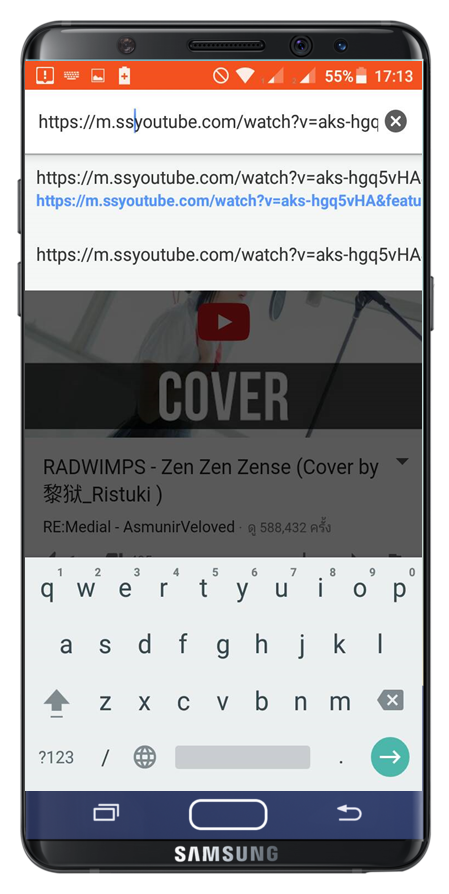 55% 17:13
https://m.ssyoutube.com/watch?v=aks-hgq
https://m.ssyoutube.com/watch?v=aks-hgq5vHA
https://m.ssyoutube.com/watch?v=aks-hgq5vHA&featu
https://m.ssyoutube.com/watch?v=aks-hgq5vHA
COVER
RADWIMPS - Zen Zen Zense (Cover by
黎狱_Ristuki )
RE:Medial - AsmunirVeloved · ดู 588,432 ครั้ง
1 2 3 4 5 6 7 8 9 0
q w e r t y u i o p
a s d f g h j k l
z x c v b n m
?123 / .
SAMSUNG